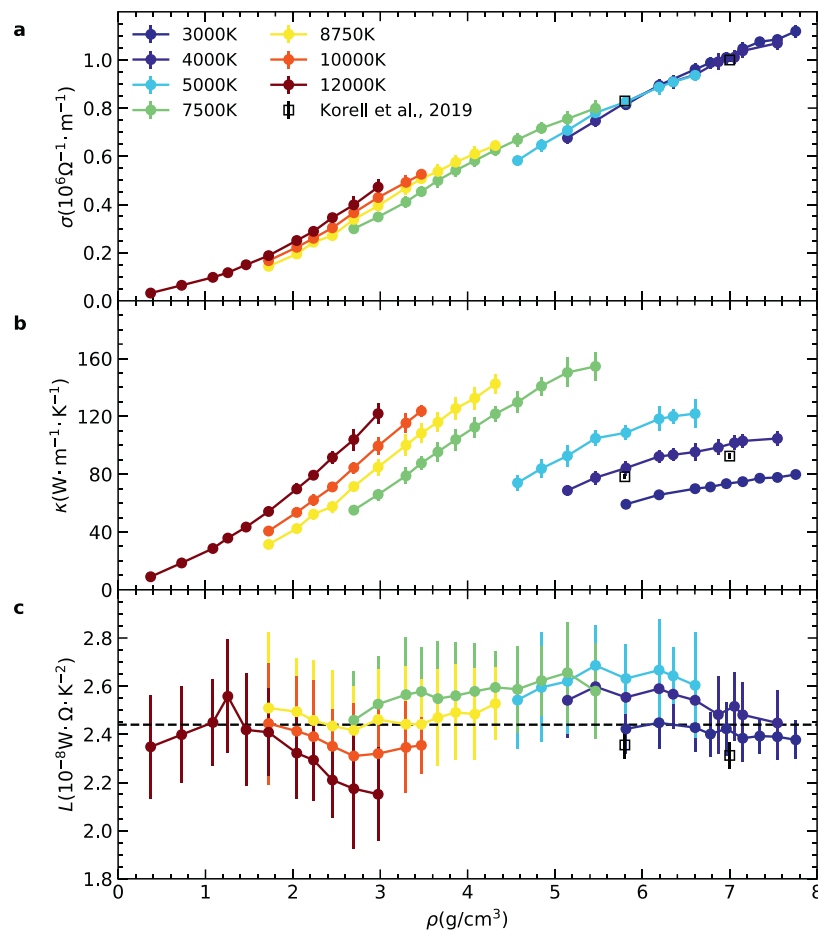 a
3000K
4000K
5000K
7500K
8750K
10000K
12000K
Korell et al., 2019
σ(10⁶Ω⁻¹·m⁻¹)
1.0
0.8
0.6
0.4
0.2
0.0
b
κ(W·m⁻¹·K⁻¹)
160
120
80
40
0
c
L(10⁻⁸W·Ω·K⁻²)
2.8
2.6
2.4
2.2
2.0
1.8
0 1 2 3 4 5 6 7 8
ρ(g/cm³)